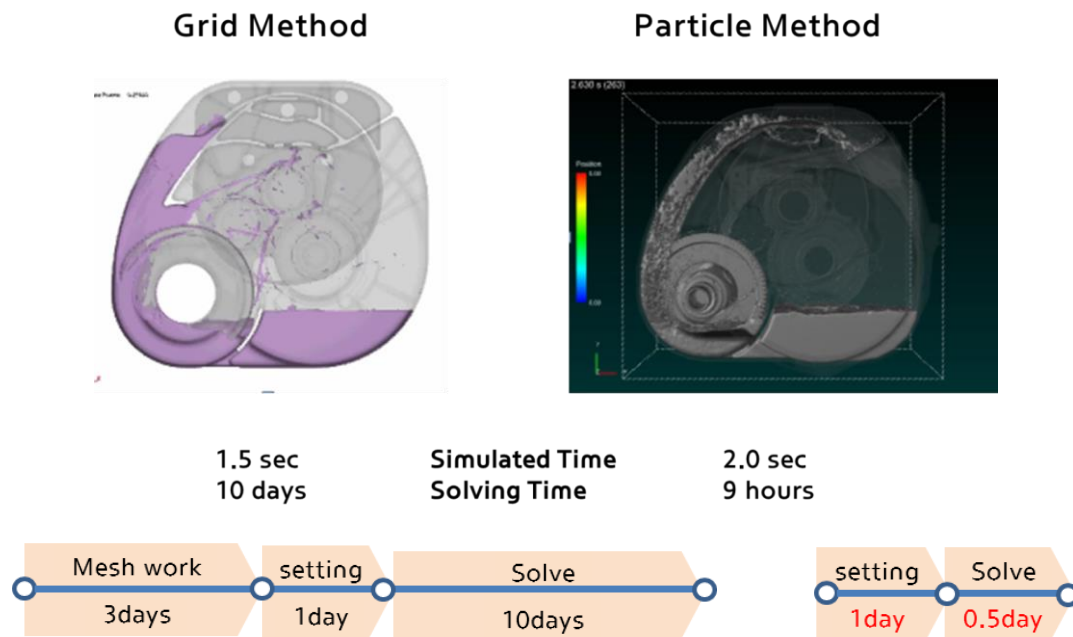 Grid Method
Particle Method
2.630 s (263)
Position
1.5 sec
Simulated Time
2.0 sec
10 days
Solving Time
9 hours
Mesh work
setting
Solve
setting
Solve
3days
1day
10days
1day
0.5day